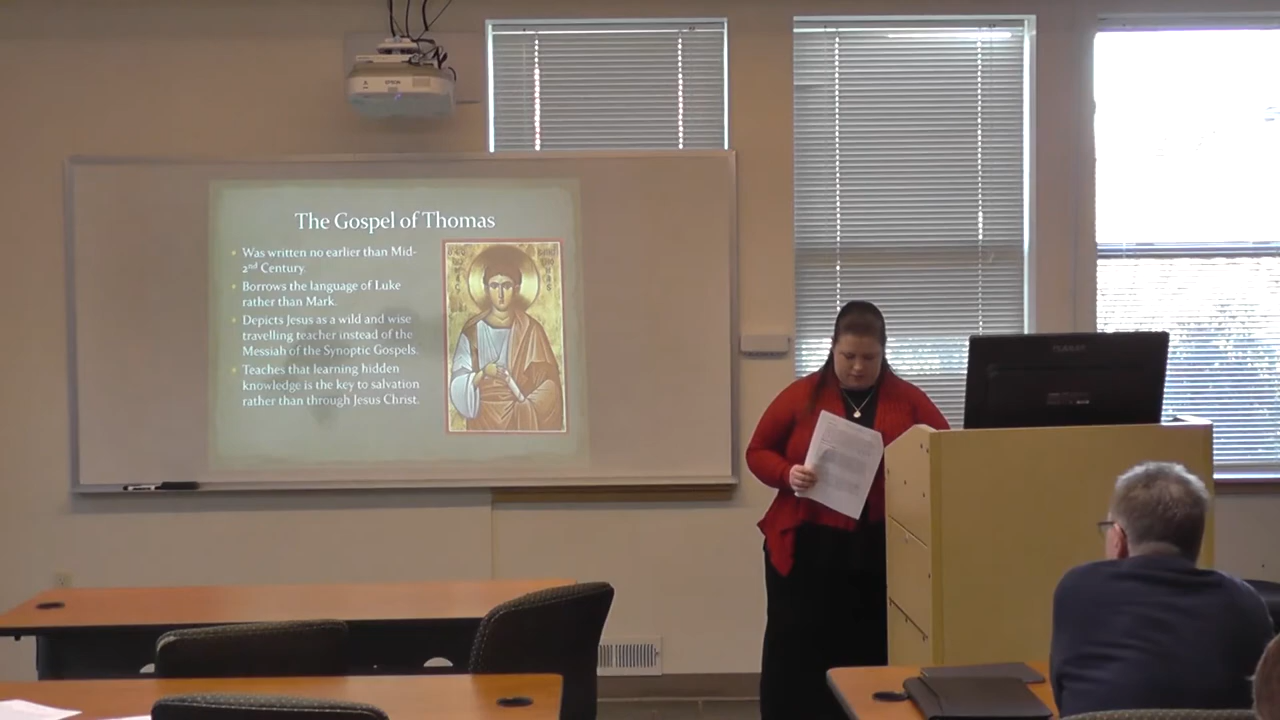 EPSON
The Gospel of Thomas
Was written no earlier than Mid-
2nd Century.
Borrows the language of Luke
rather than Mark.
Depicts Jesus as a wild and wise
travelling teacher instead of the
Messiah of the Synoptic Gospels.
Teaches that learning hidden
knowledge is the key to salvation
rather than through Jesus Christ.